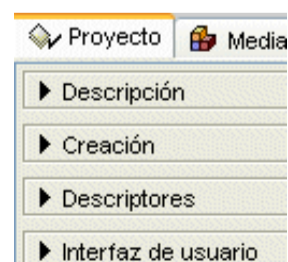 Proyecto Media
Descripción
Creación
Descriptores
Interfaz de usuario